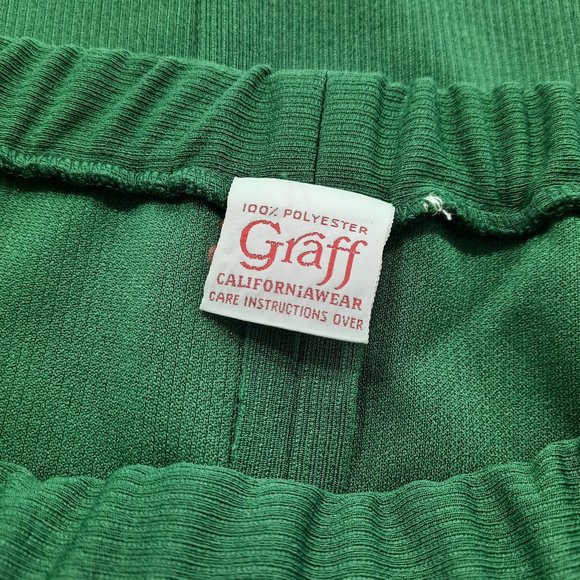 100% POLYESTER
Graff
CALIFORNIAWEAR
CARE INSTRUCTIONS OVER